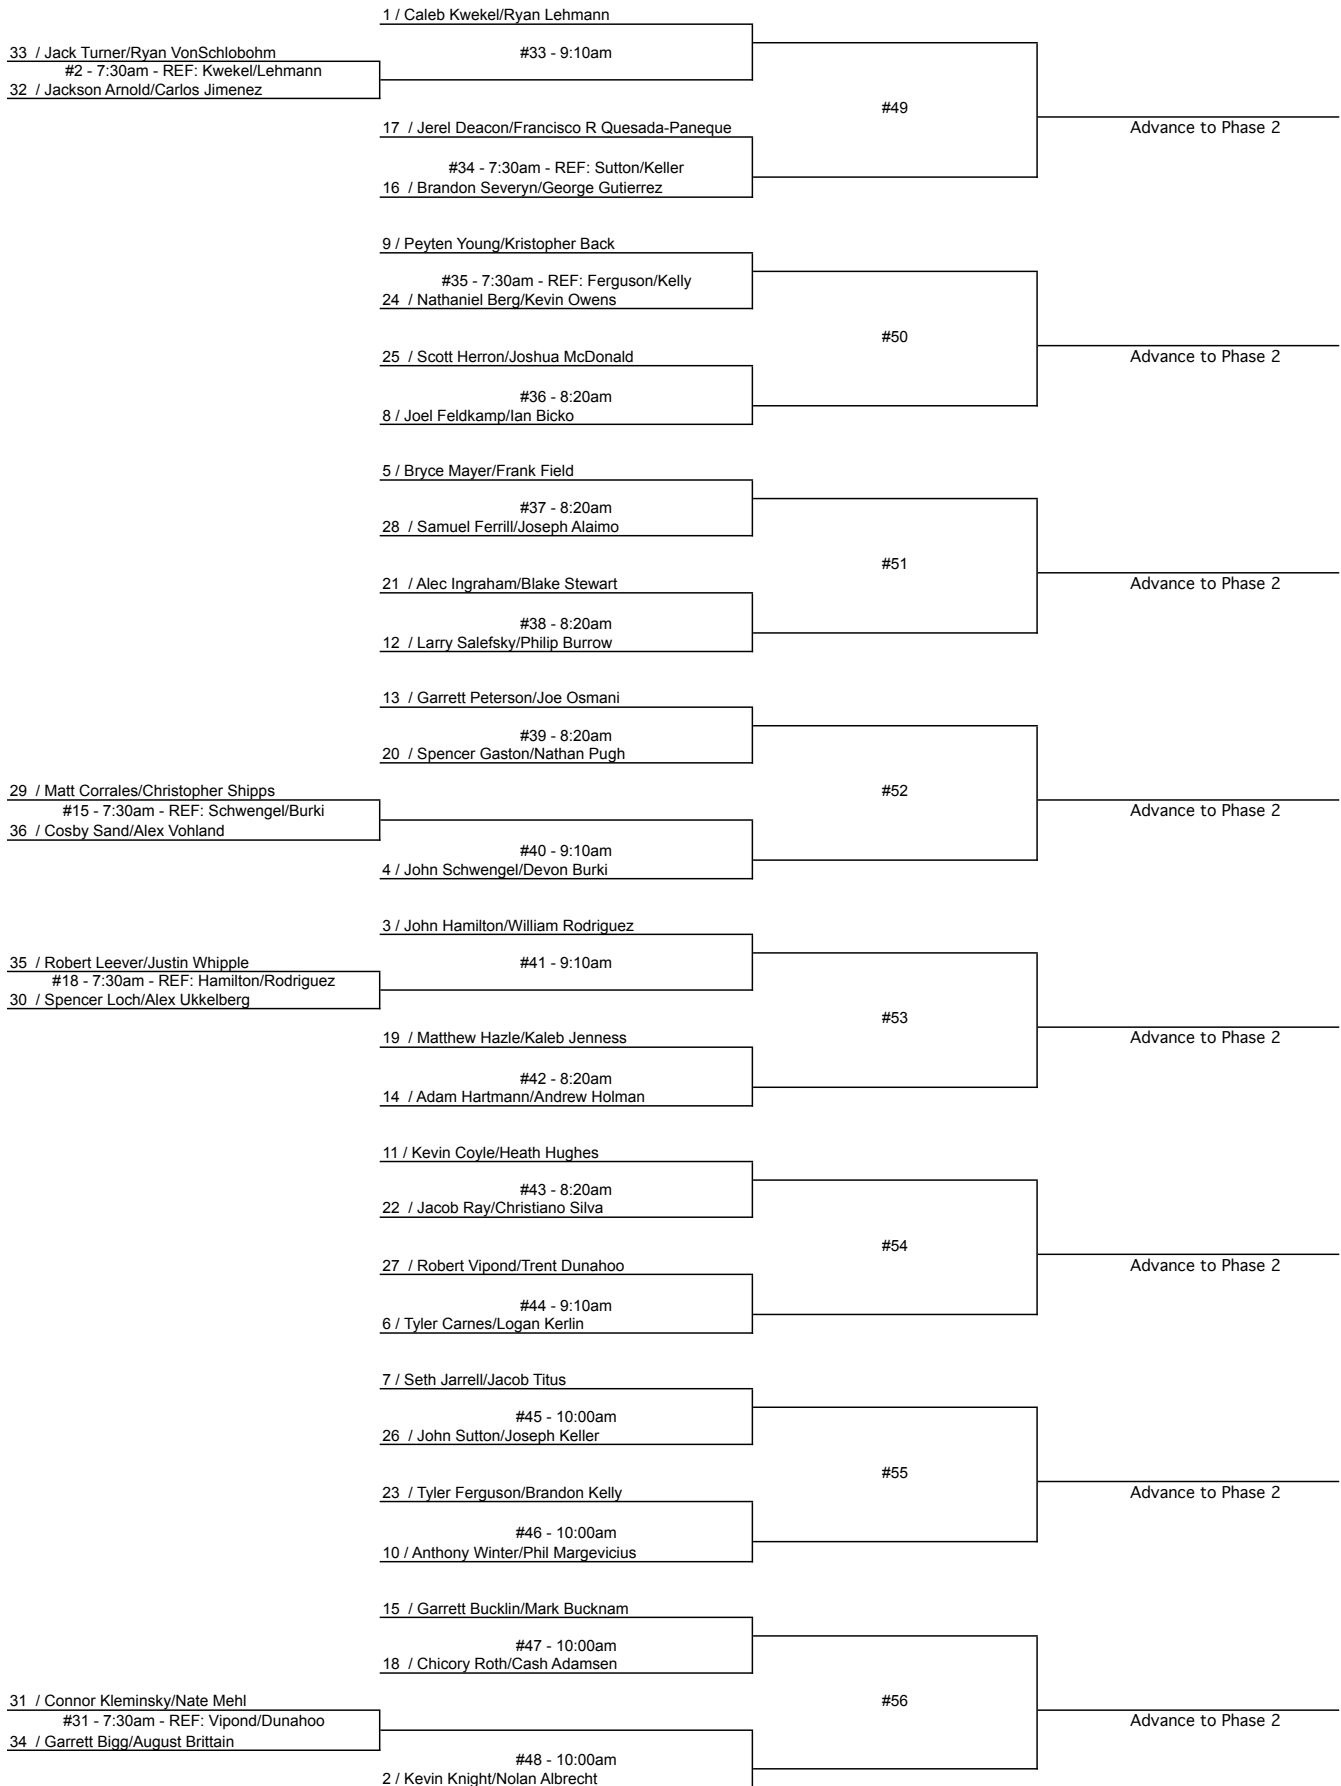 1 / Caleb Kwekel/Ryan Lehmann
33 / Jack Turner/Ryan VonSchlobohm
#33 - 9:10am
#2 - 7:30am - REF: Kwekel/Lehmann
32 / Jackson Arnold/Carlos Jimenez
#49
17 / Jerel Deacon/Francisco R Quesada-Paneque
Advance to Phase 2
#34 - 7:30am - REF: Sutton/Keller
16 / Brandon Severyn/George Gutierrez
9 / Peyten Young/Kristopher Back
#35 - 7:30am - REF: Ferguson/Kelly
24 / Nathaniel Berg/Kevin Owens
#50
25 / Scott Herron/Joshua McDonald
Advance to Phase 2
#36 - 8:20am
8 / Joel Feldkamp/Ian Bicko
5 / Bryce Mayer/Frank Field
#37 - 8:20am
28 / Samuel Ferrill/Joseph Alaimo
#51
21 / Alec Ingraham/Blake Stewart
Advance to Phase 2
#38 - 8:20am
12 / Larry Salefsky/Philip Burrow
13 / Garrett Peterson/Joe Osmani
#39 - 8:20am
20 / Spencer Gaston/Nathan Pugh
29 / Matt Corrales/Christopher Shipps
#52
#15 - 7:30am - REF: Schwengel/Burki
Advance to Phase 2
36 / Cosby Sand/Alex Vohland
#40 - 9:10am
4 / John Schwengel/Devon Burki
3 / John Hamilton/William Rodriguez
35 / Robert Leever/Justin Whipple
#41 - 9:10am
#18 - 7:30am - REF: Hamilton/Rodriguez
30 / Spencer Loch/Alex Ukkelberg
#53
19 / Matthew Hazle/Kaleb Jenness
Advance to Phase 2
#42 - 8:20am
14 / Adam Hartmann/Andrew Holman
11 / Kevin Coyle/Heath Hughes
#43 - 8:20am
22 / Jacob Ray/Christiano Silva
#54
27 / Robert Vipond/Trent Dunahoo
Advance to Phase 2
#44 - 9:10am
6 / Tyler Carnes/Logan Kerlin
7 / Seth Jarrell/Jacob Titus
#45 - 10:00am
26 / John Sutton/Joseph Keller
#55
23 / Tyler Ferguson/Brandon Kelly
Advance to Phase 2
#46 - 10:00am
10 / Anthony Winter/Phil Margevicius
15 / Garrett Bucklin/Mark Bucknam
#47 - 10:00am
18 / Chicory Roth/Cash Adamsen
31 / Connor Kleminsky/Nate Mehl
#56
#31 - 7:30am - REF: Vipond/Dunahoo
Advance to Phase 2
34 / Garrett Bigg/August Brittain
#48 - 10:00am
2 / Kevin Knight/Nolan Albrecht